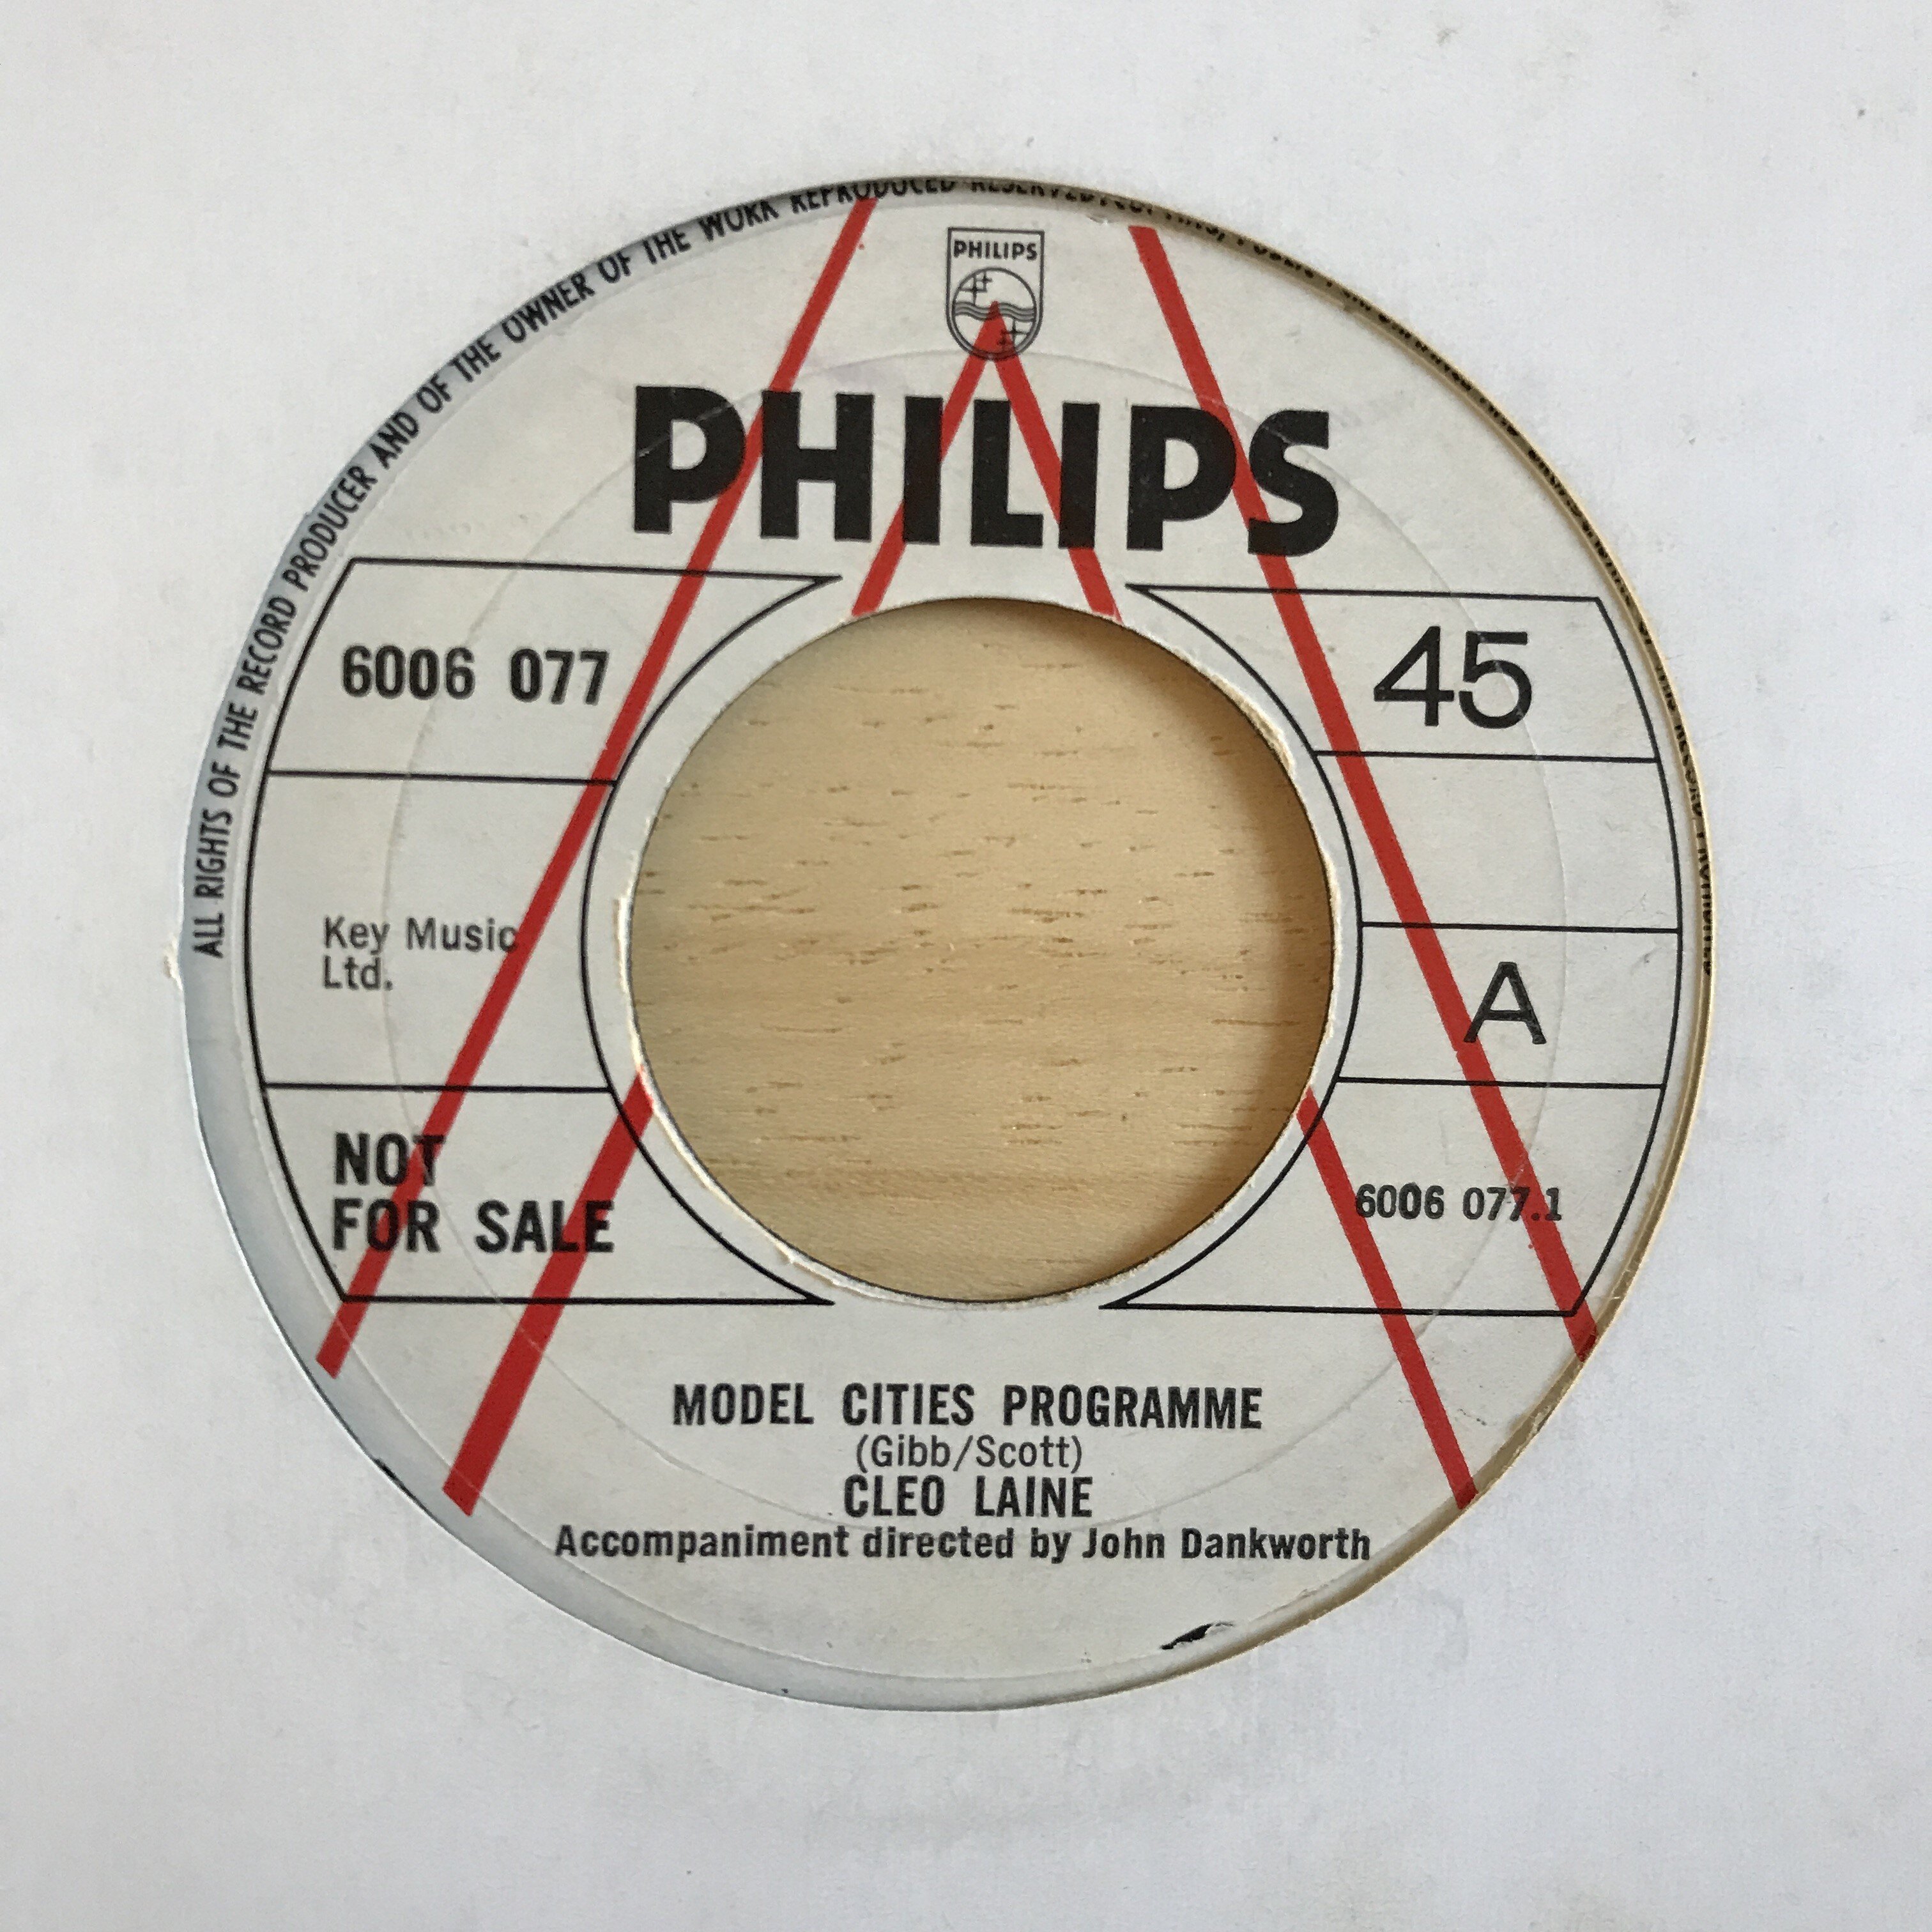 ALL RIGHTS OF THE RECORD PRODUCER AND OF THE OWNER OF THE WORK REPRODUCED RESERVED.
PHILIPS
PHILIPS
6006 077
45
Key Music
Ltd.
A
NOT
FOR SALE
6006 077.1
MODEL CITIES PROGRAMME
(Gibb/Scott)
CLEO LAINE
Accompaniment directed by John Dankworth